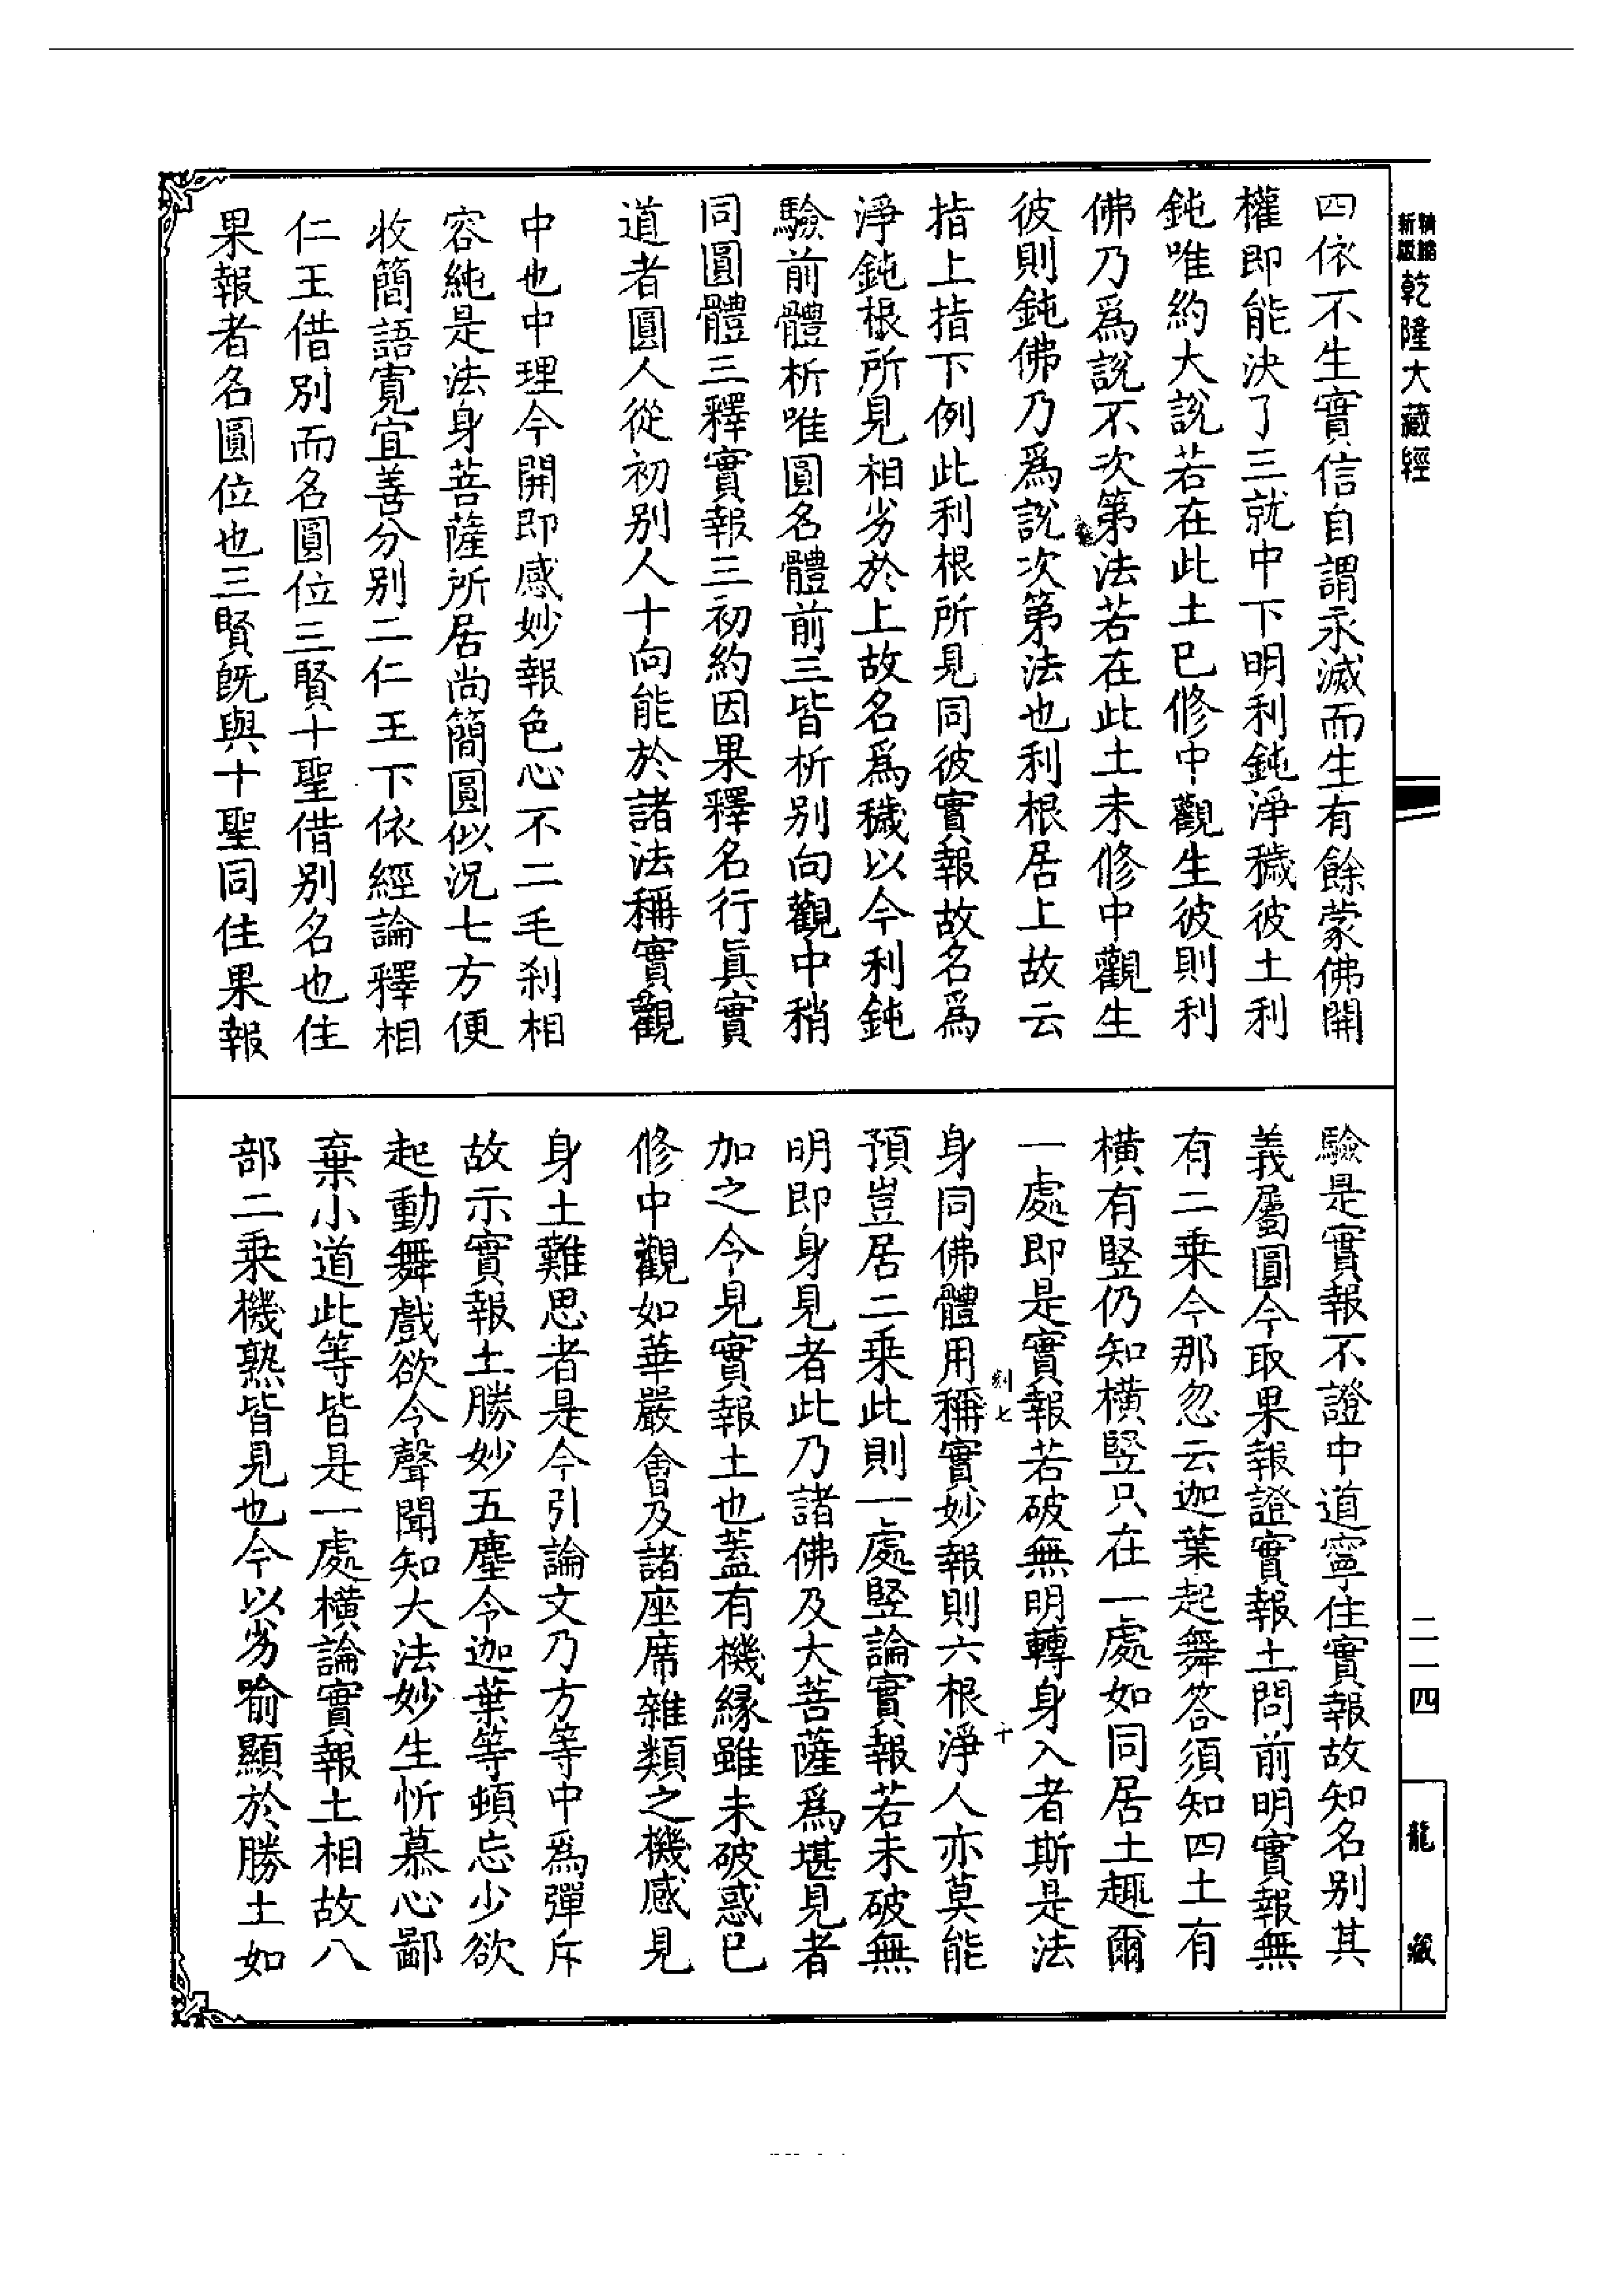 新版
精縮
乾隆大藏經
四依不生實信自謂永滅而生有餘蒙佛開
權即能決了三就中下明利鈍淨穢彼土利
鈍唯約大說若在此土已修中觀生彼則利
佛乃爲說不次第法若在此土未修中觀生
彼則鈍佛乃爲說次第法也利根居上故云
指上指下例此利根所見同彼實報故名爲
淨鈍根所見相劣於上故名爲穢以今利鈍
驗前體析唯圓名體前三皆析别向觀中稍
同圓體三釋實報三初約因果釋名行眞實
道者圓人從初别人十向能於諸法稱實觀
中也中理今開即感妙報色心不二毛刹相
容純是法身菩薩所居尚簡圓似況七方便
收簡語寬宜善分别二仁王下依經論釋相
仁王借別而名圓位三賢十聖借別名也住
果報者名圓位也三賢旣與十聖同住果報
驗是實報不證中道寧住實報故知名別其
義屬圓今取果報證實報土問前明實報無
有二乘今那忽云迦葉起舞答須知四土有
橫有竪仍知橫竪只在一處如同居土趣爾
一處即是實報若破無明轉身入者斯是法
身同佛體用稱實妙報則六根淨人亦莫能
預豈居二乘此則一處竪論實報若未破無
明即身見者此乃諸佛及大菩薩爲堪見者
加之今見實報土也蓋有機緣雖未破惑已
修中觀如華嚴會及諸座席雜類之機感見
身土難思者是今引論文乃方等中爲彈斥
故示實報土勝妙五塵令迦葉等頓忘少欲
起動舞戲欲令聲聞知大法妙生忻慕心鄙
棄小道此等皆是一處橫論實報土相故八
部二乘機熟皆見也今以劣喻顯於勝土如
二一四
龍藏